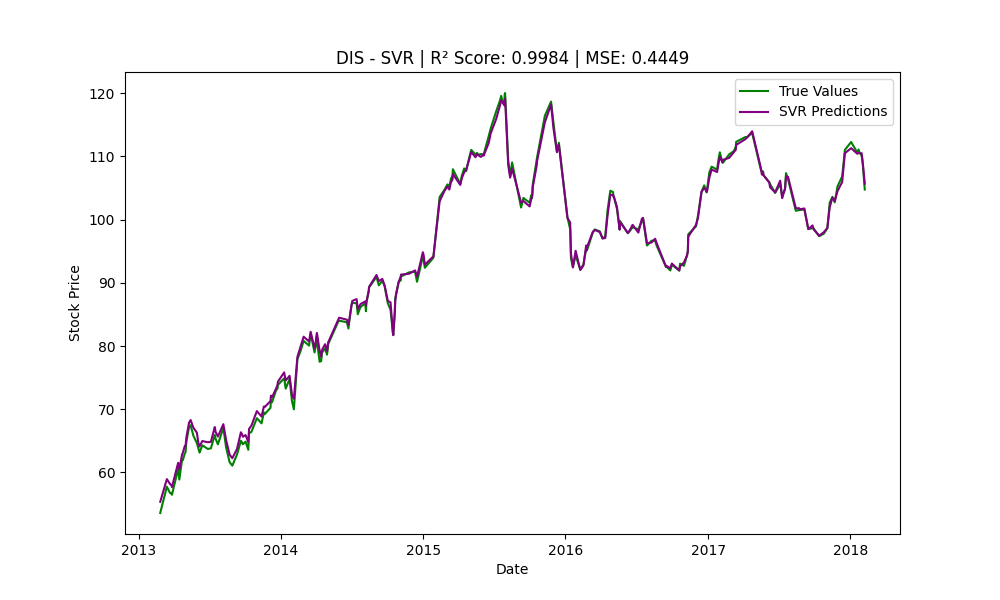 DIS - SVR | R² Score: 0.9984 | MSE: 0.4449
True Values
SVR Predictions
120
110
100
90
80
70
60
Stock Price
2013 2014 2015 2016 2017 2018
Date